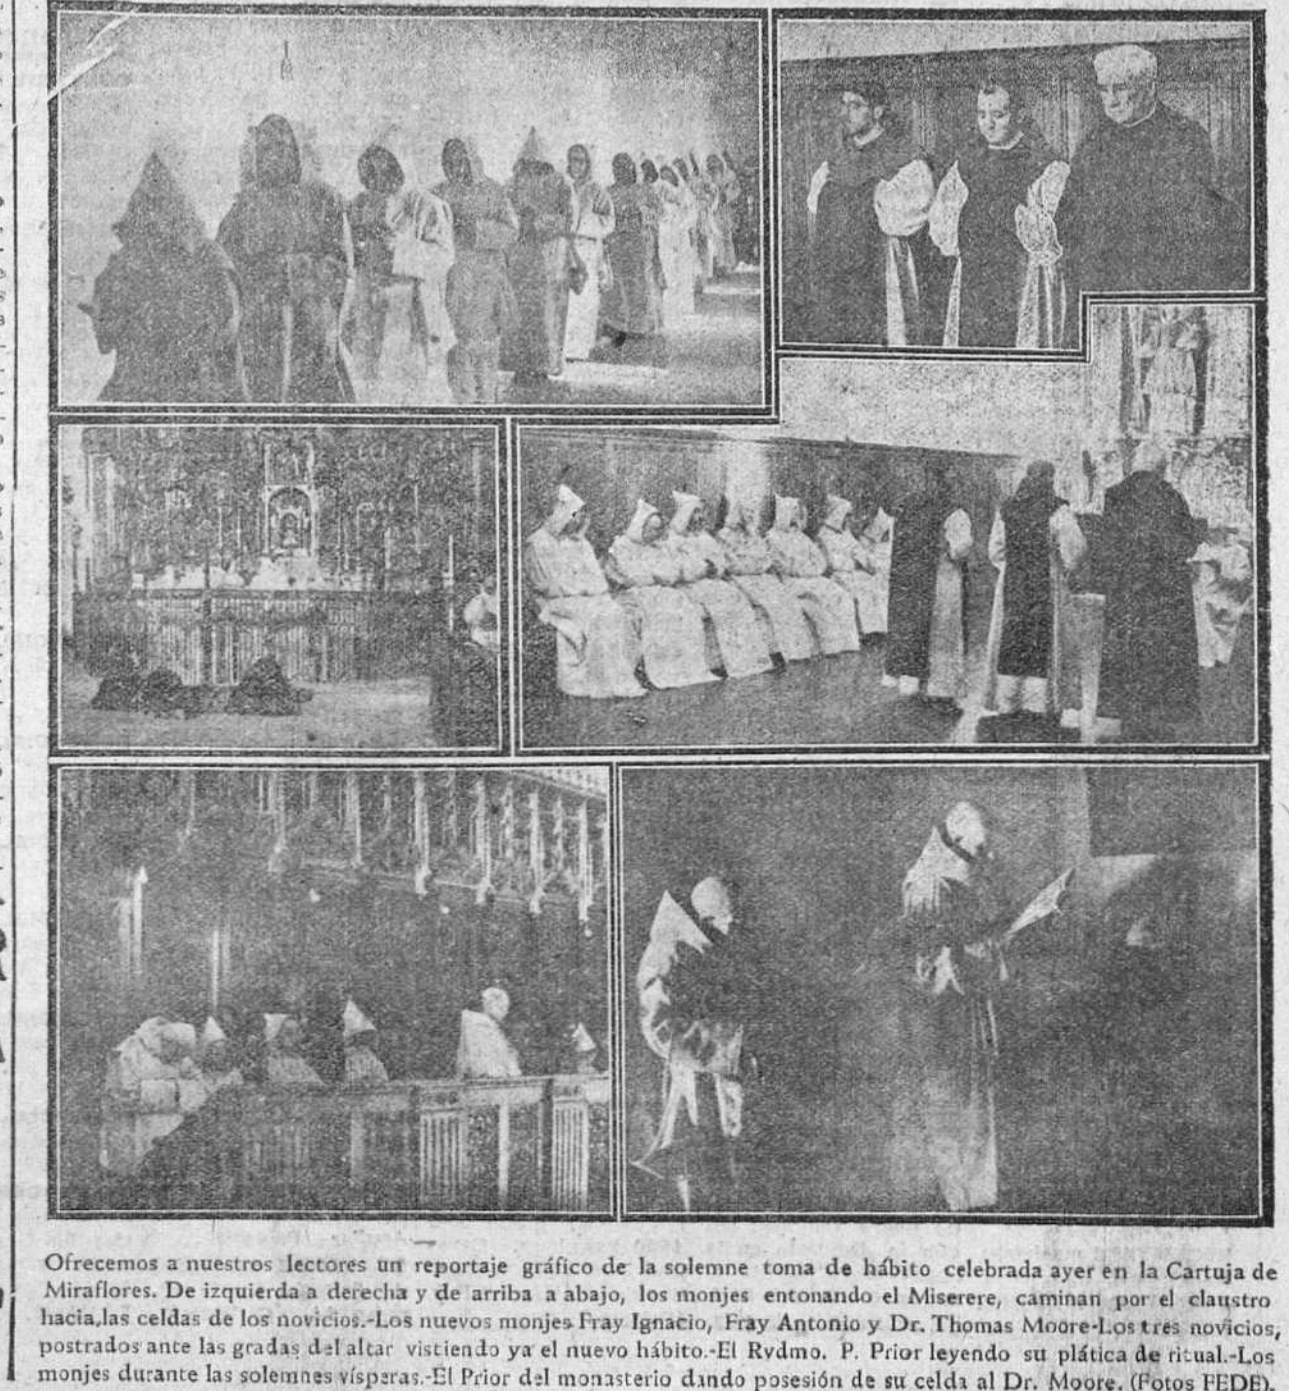 Ofrecemos a nuestros lectores un reportaje gráfico de la solemne toma de hábito celebrada ayer en la Cartuja de
Miraflores. De izquierda a derecha y de arriba a abajo, los monjes entonando el Miserere, caminan por el claustro
hacia,las celdas de los novicios.-Los nuevos monjes Fray Ignacio, Fray Antonio y Dr. Thomas Moore-Los tres novicios,
postrados ante las gradas del altar vistiendo ya el nuevo hábito.-El Rvdmo. P. Prior leyendo su plática de ritual.-Los
monjes durante las solemnes vísperas.-El Prior del monasterio dando posesión de su celda al Dr. Moore. (Fotos FEDE).